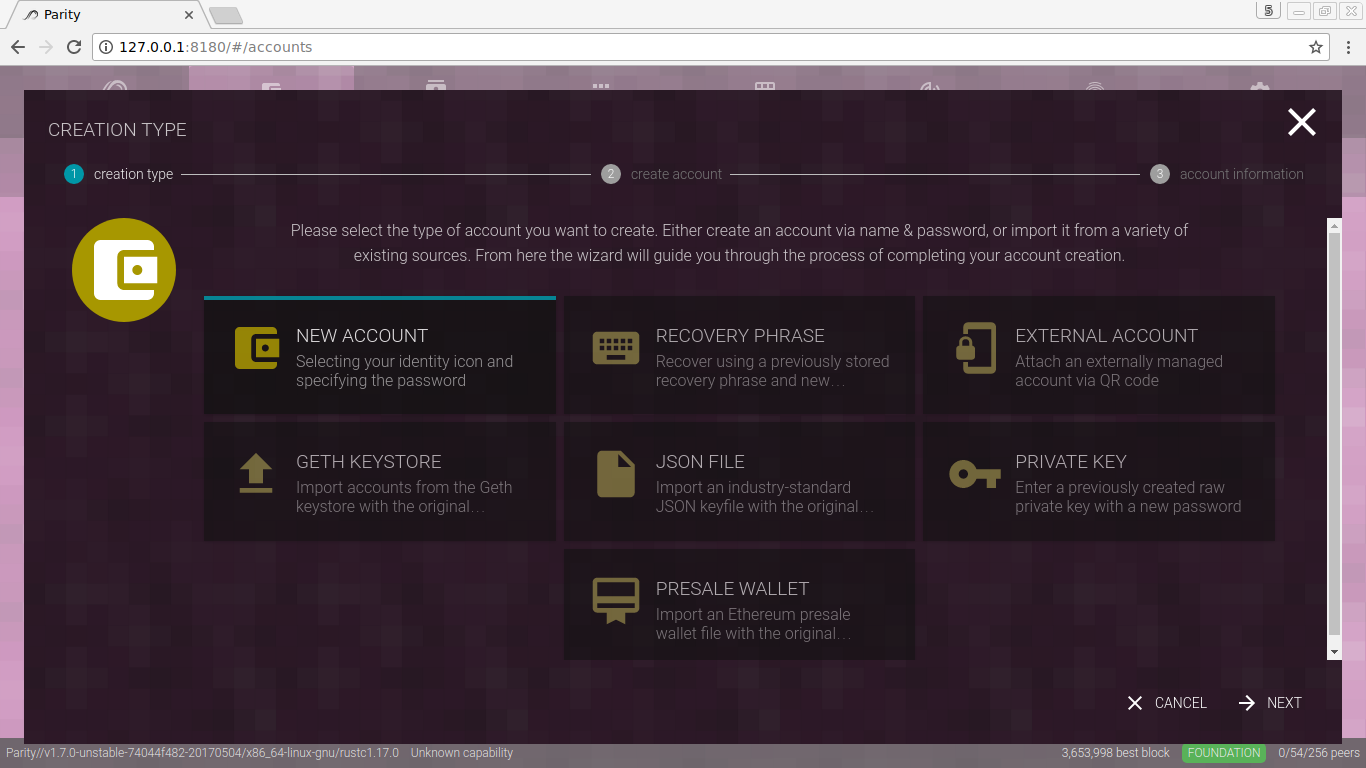 Parity
5
127.0.0.1:8180/#/accounts
CREATION TYPE
1 creation type
2 create account
3 account information
Please select the type of account you want to create. Either create an account via name & password, or import it from a variety of
existing sources. From here the wizard will guide you through the process of completing your account creation.
NEW ACCOUNT
Selecting your identity icon and
specifying the password
RECOVERY PHRASE
Recover using a previously stored
recovery phrase and new…
EXTERNAL ACCOUNT
Attach an externally managed
account via QR code
GETH KEYSTORE
Import accounts from the Geth
keystore with the original…
JSON FILE
Import an industry-standard
JSON keyfile with the original…
PRIVATE KEY
Enter a previously created raw
private key with a new password
PRESALE WALLET
Import an Ethereum presale
wallet file with the original…
CANCEL
NEXT
Parity//v1.7.0-unstable-74044f482-20170504/x86_64-linux-gnu/rustc1.17.0
Unknown capability
3,653,998 best block
FOUNDATION
0/54/256 peers